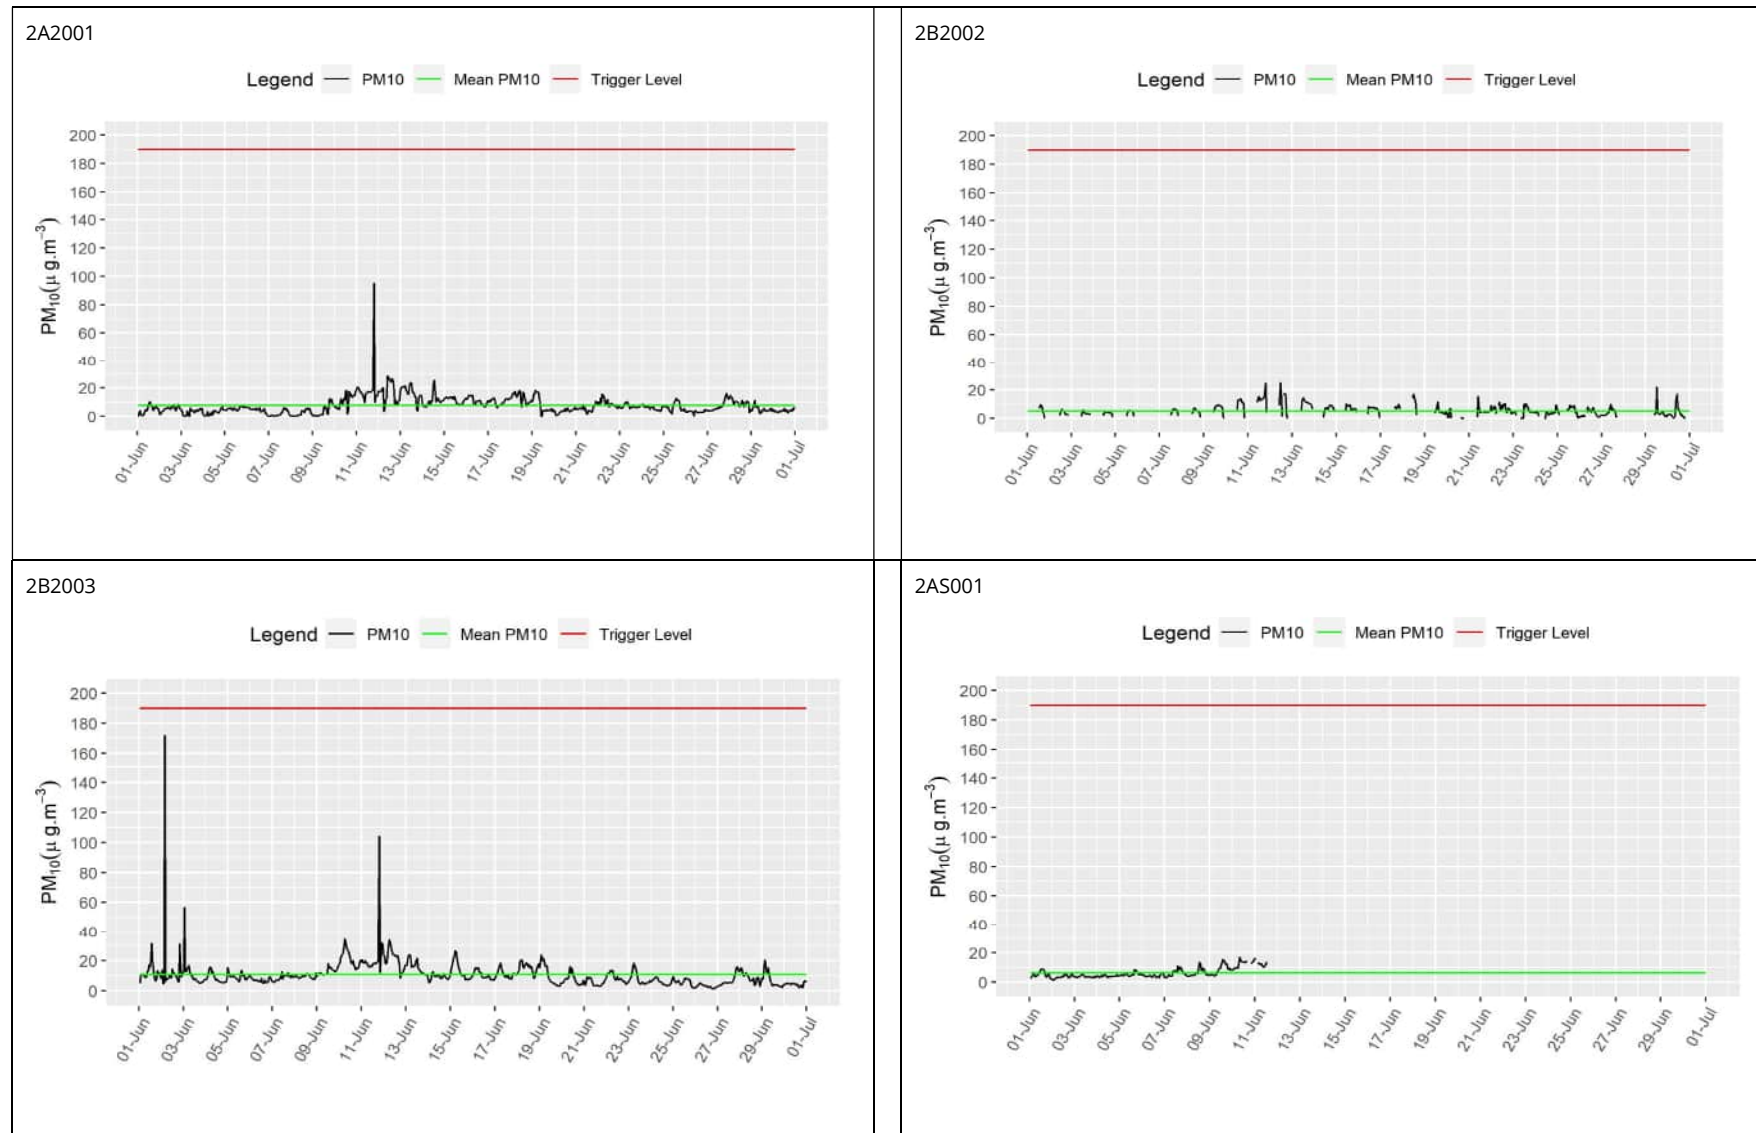 2A2001
Legend PM10 Mean PM10 Trigger Level
PM10(μ g.m−3)
200
180
160
140
120
100
80
60
40
20
0
01-Jun 03-Jun 05-Jun 07-Jun 09-Jun 11-Jun 13-Jun 15-Jun 17-Jun 19-Jun 21-Jun 23-Jun 25-Jun 27-Jun 29-Jun 01-Jul
2B2002
Legend PM10 Mean PM10 Trigger Level
PM10(μ g.m−3)
200
180
160
140
120
100
80
60
40
20
0
01-Jun 03-Jun 05-Jun 07-Jun 09-Jun 11-Jun 13-Jun 15-Jun 17-Jun 19-Jun 21-Jun 23-Jun 25-Jun 27-Jun 29-Jun 01-Jul
2B2003
Legend PM10 Mean PM10 Trigger Level
PM10(μ g.m−3)
200
180
160
140
120
100
80
60
40
20
0
01-Jun 03-Jun 05-Jun 07-Jun 09-Jun 11-Jun 13-Jun 15-Jun 17-Jun 19-Jun 21-Jun 23-Jun 25-Jun 27-Jun 29-Jun 01-Jul
2AS001
Legend PM10 Mean PM10 Trigger Level
PM10(μ g.m−3)
200
180
160
140
120
100
80
60
40
20
0
01-Jun 03-Jun 05-Jun 07-Jun 09-Jun 11-Jun 13-Jun 15-Jun 17-Jun 19-Jun 21-Jun 23-Jun 25-Jun 27-Jun 29-Jun 01-Jul